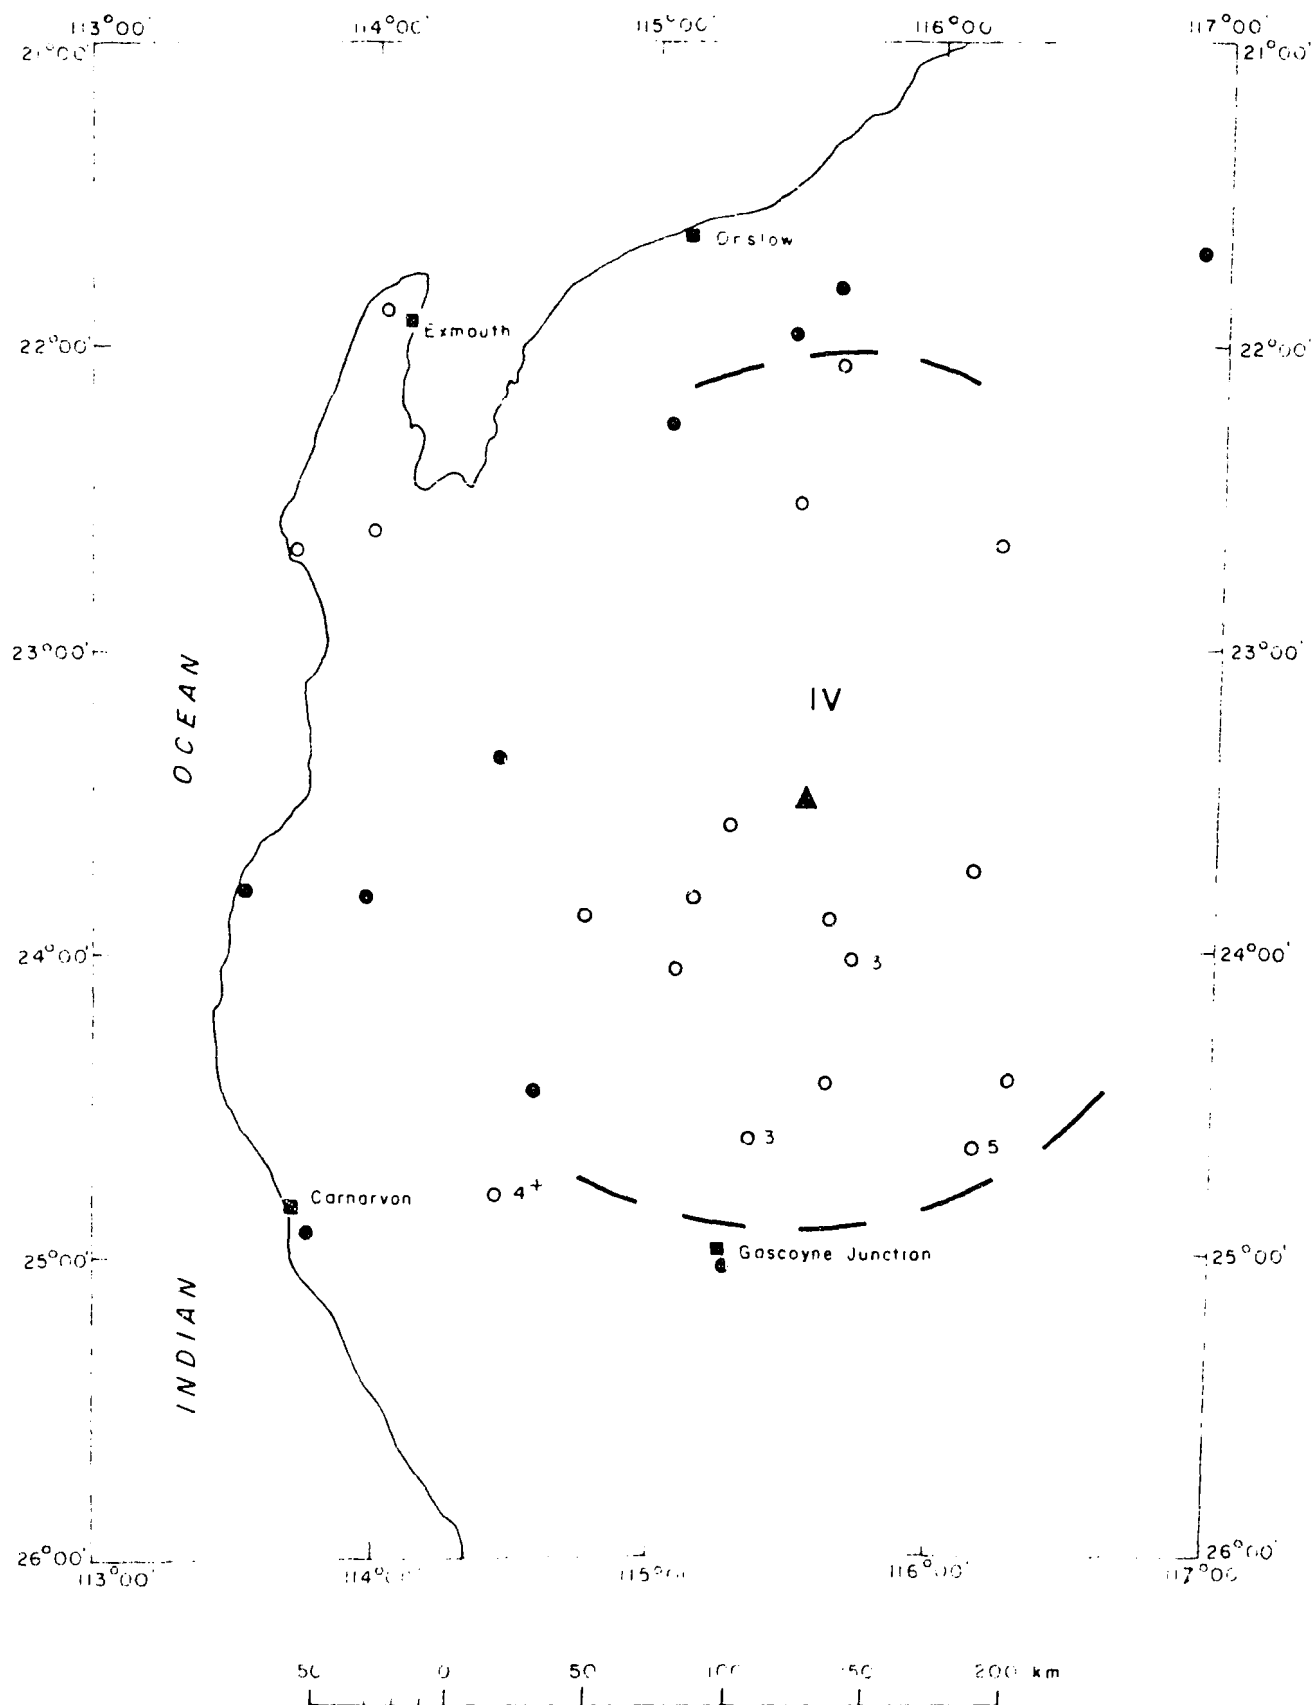 113°00' 114°00' 115°00' 116°00' 117°00'
21°00' 21°00'
Onslow
Exmouth
22°00' 22°00'
23°00' 23°00'
OCEAN
IV
24°00' 24°00'
3
3
5
4+
Carnarvon
Gascoyne Junction
25°00' 25°00'
INDIAN
26°00' 26°00'
113°00' 114°00' 115°00' 116°00' 117°00'
50 0 50 100 150 200 km